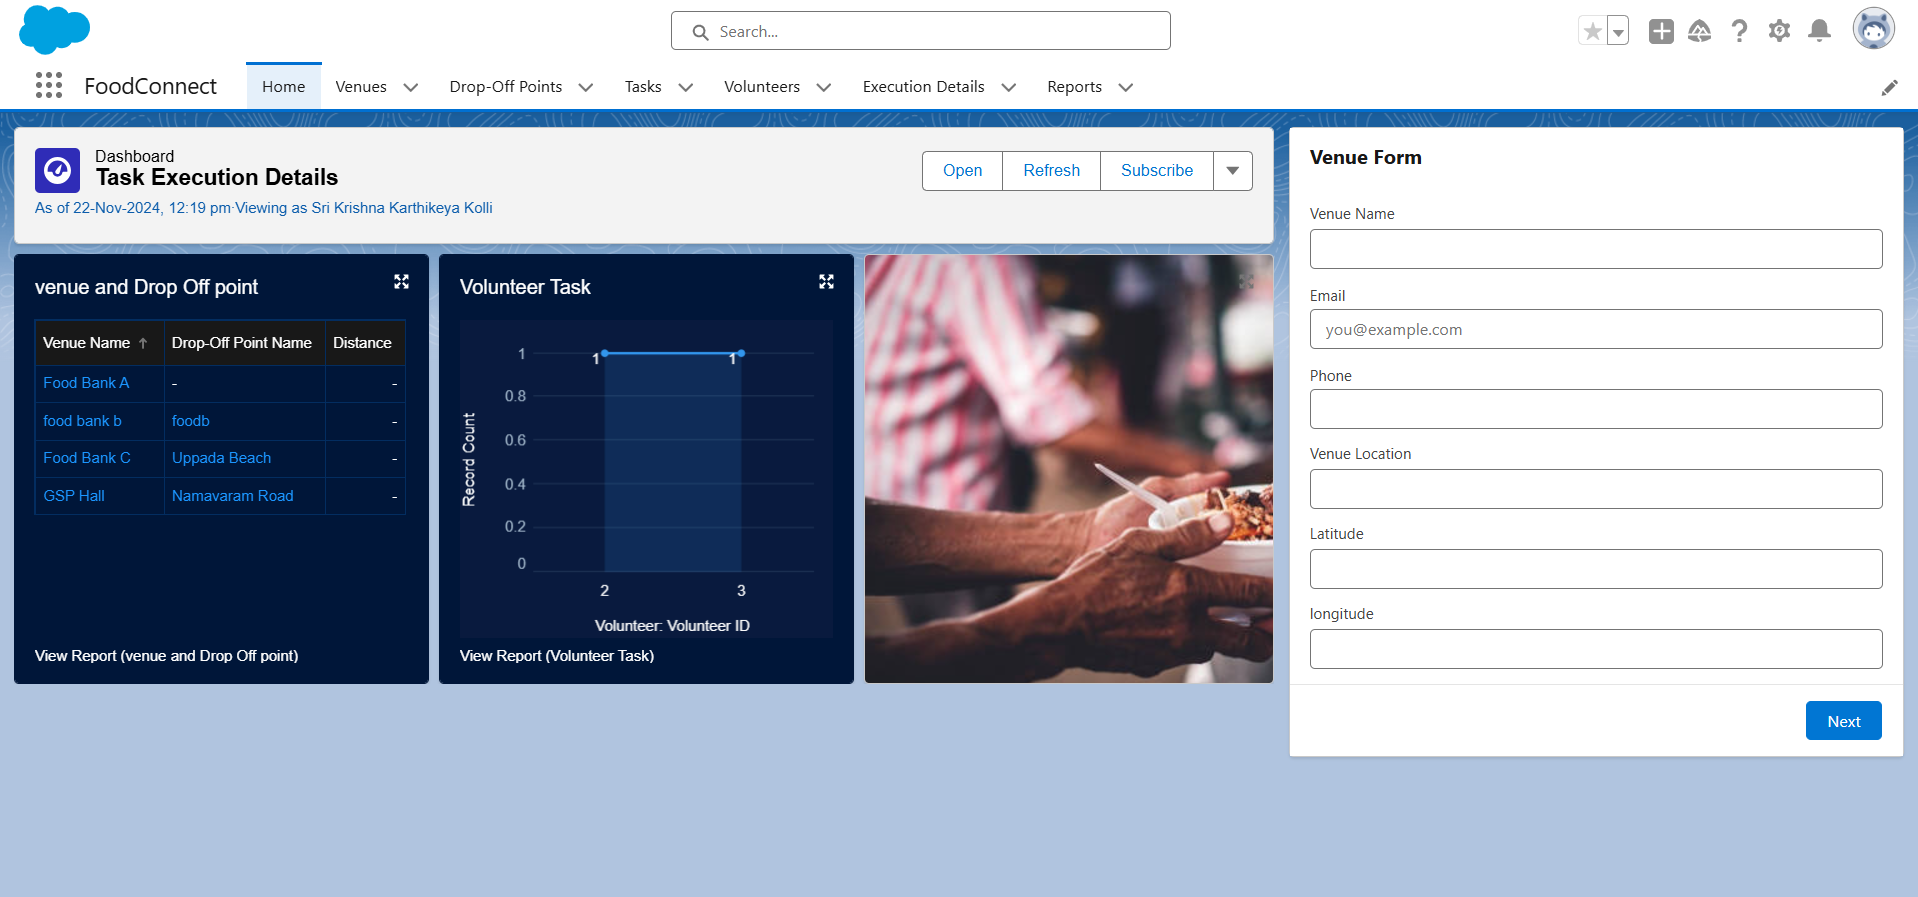 Search...
FoodConnect
Home
Venues
Drop-Off Points
Tasks
Volunteers
Execution Details
Reports
Dashboard
Task Execution Details
As of 22-Nov-2024, 12:19 pm·Viewing as Sri Krishna Karthikeya Kolli
Open
Refresh
Subscribe
venue and Drop Off point
Venue Name Drop-Off Point Name Distance
Food Bank A - -
food bank b foodb -
Food Bank C Uppada Beach -
GSP Hall Namavaram Road -
View Report (venue and Drop Off point)
Volunteer Task
Record Count
1
0.8
0.6
0.4
0.2
0
1 1
2 3
Volunteer: Volunteer ID
View Report (Volunteer Task)
Venue Form
Venue Name
Email
you@example.com
Phone
Venue Location
Latitude
longitude
Next